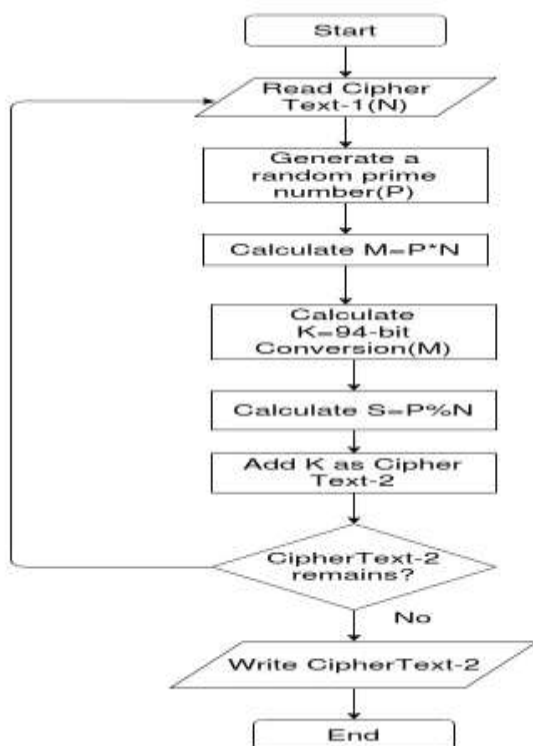 Start
Read Cipher
Text-1(N)
Generate a
random prime
number(P)
Calculate M=P*N
Calculate
K=94-bit
Conversion(M)
Calculate S=P%N
Add K as Cipher
Text-2
CipherText-2
remains?
No
Write CipherText-2
End